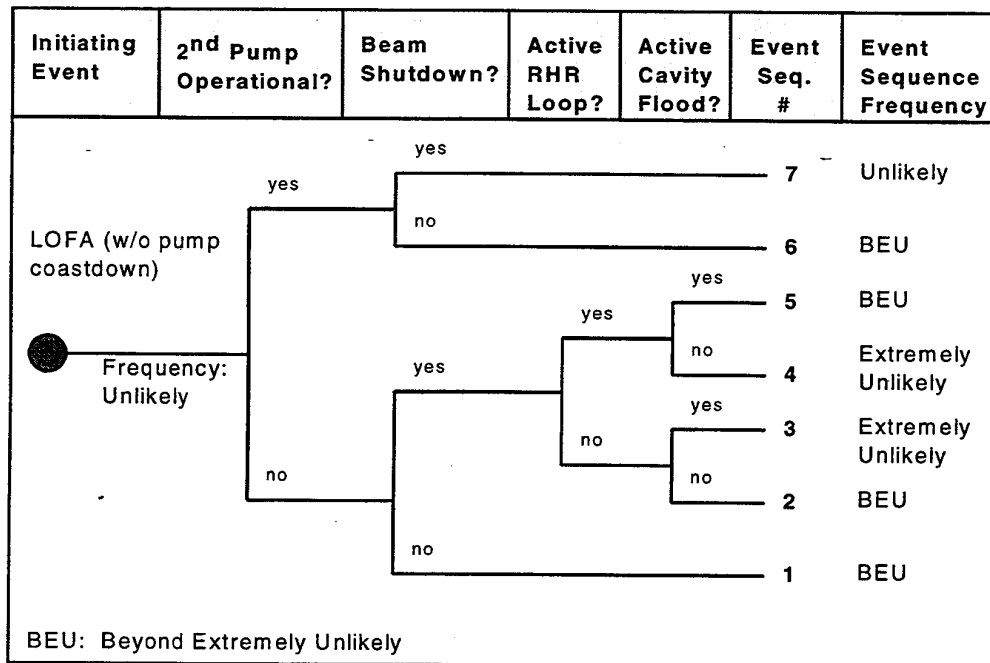 Initiating Event
2nd Pump Operational?
Beam Shutdown?
Active RHR Loop?
Active Cavity Flood?
Event Seq. #
Event Sequence Frequency
yes
yes
7 Unlikely
no
LOFA (w/o pump
coastdown)
6 BEU
yes
yes
5 BEU
no
Frequency:
Unlikely
yes
4 Extremely
Unlikely
yes
3 Extremely
Unlikely
no
no
no
2 BEU
no
1 BEU
BEU: Beyond Extremely Unlikely